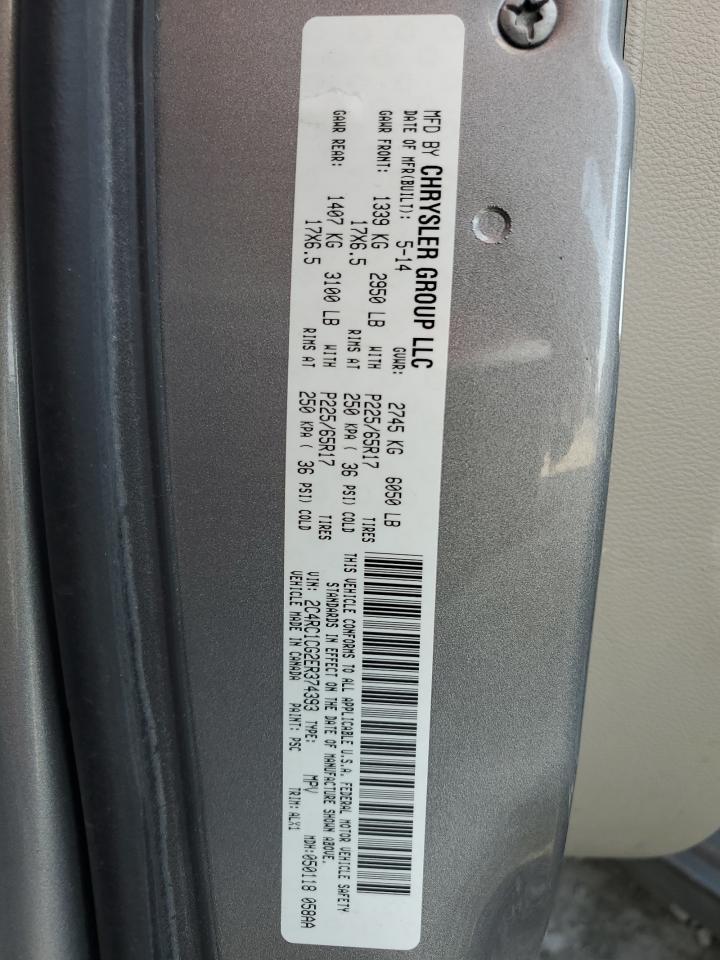 MFD BY CHRYSLER GROUP LLC
DATE OF MFR(BUILT): 5-14 GVWR: 2745 KG 6050 LB
GAWR FRONT: 1339 KG 2950 LB WITH P225/65R17 TIRES
17X6.5 RIMS AT 250 KPA ( 36 PSI) COLD
GAWR REAR: 1407 KG 3100 LB WITH P225/65R17 TIRES
17X6.5 RIMS AT 250 KPA ( 36 PSI) COLD
THIS VEHICLE CONFORMS TO ALL APPLICABLE U.S.A. FEDERAL MOTOR VEHICLE SAFETY
STANDARDS IN EFFECT ON THE DATE OF MANUFACTURE SHOWN ABOVE.
VIN: 2C4RC1CG2ER374393 TYPE: MPV MDH:050118 058AA
VEHICLE MADE IN CANADA PAINT: PSC TRIM: ALX1